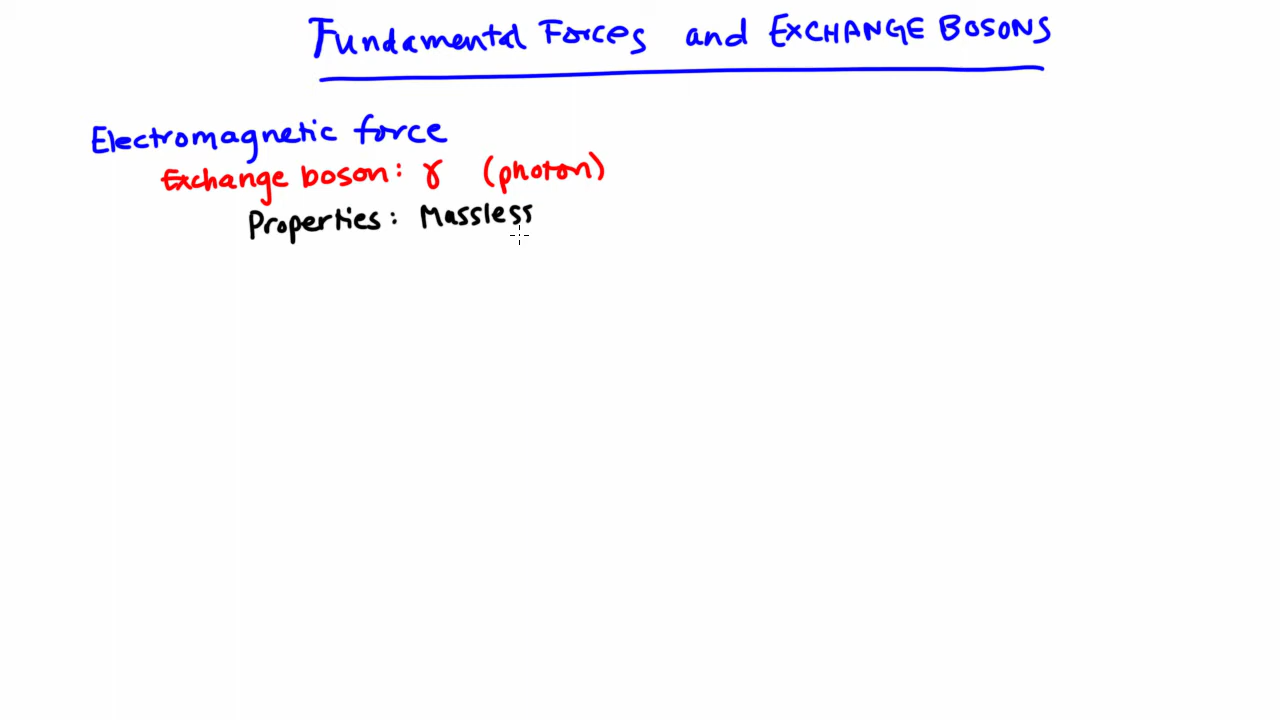 Fundamental Forces and EXCHANGE BOSONS
Electromagnetic force
Exchange boson: γ (photon)
Properties: Massless